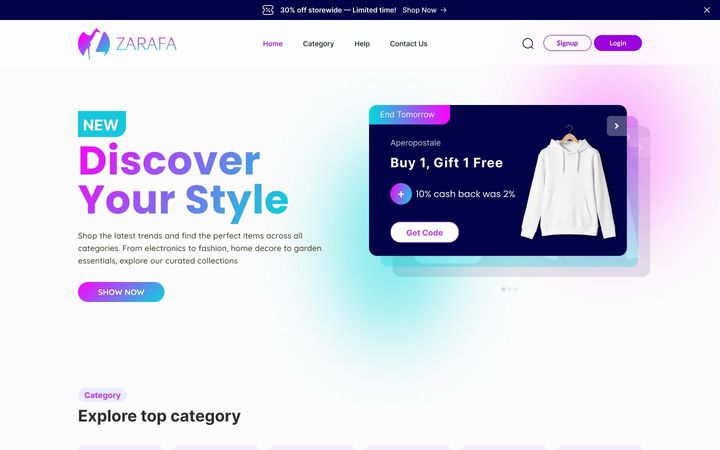 30% off storewide — Limited time! Shop Now →
ZARAFA
Home Category Help Contact Us
Signup Login
NEW
Discover
Your Style
Shop the latest trends and find the perfect items across all
categories. From electronics to fashion, home decore to garden
essentials, explore our curated collections
SHOW NOW
End Tomorrow
Aperopostale
Buy 1, Gift 1 Free
+ 10% cash back was 2%
Get Code
Category
Explore top category